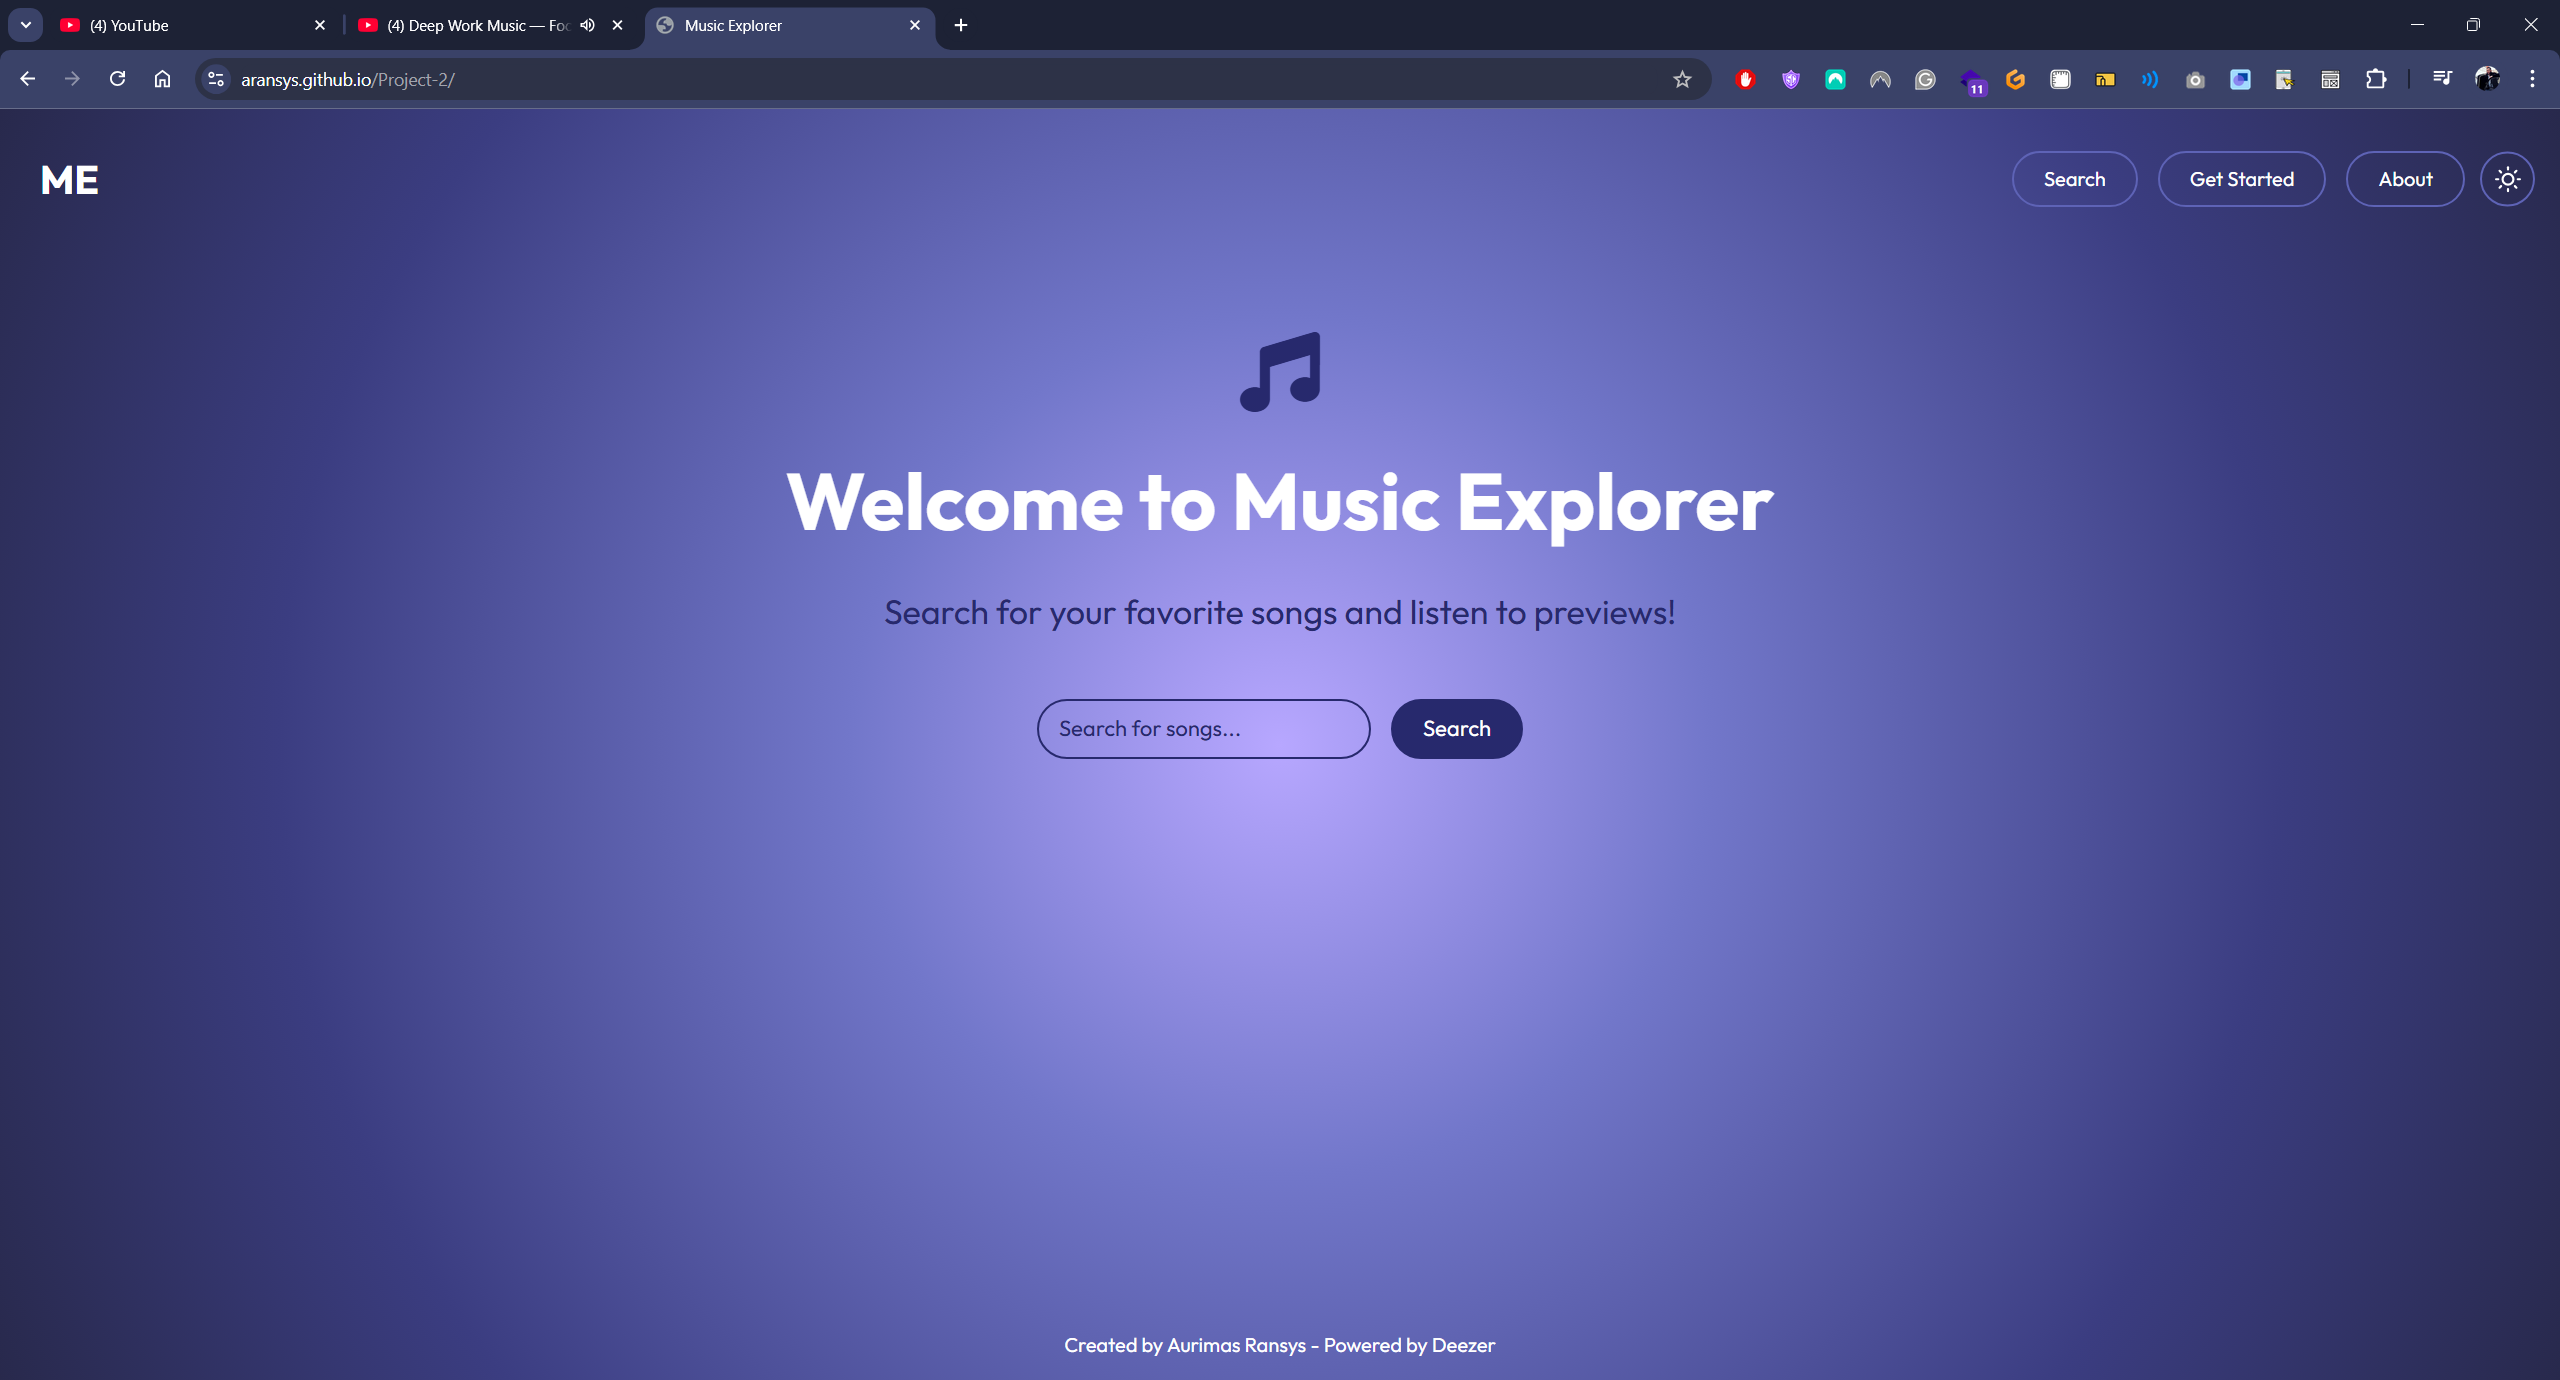 (4) YouTube
(4) Deep Work Music — Foc
Music Explorer
aransys.github.io/Project-2/
11
ME
Search
Get Started
About
Welcome to Music Explorer
Search for your favorite songs and listen to previews!
Search for songs...
Search
Created by Aurimas Ransys - Powered by Deezer